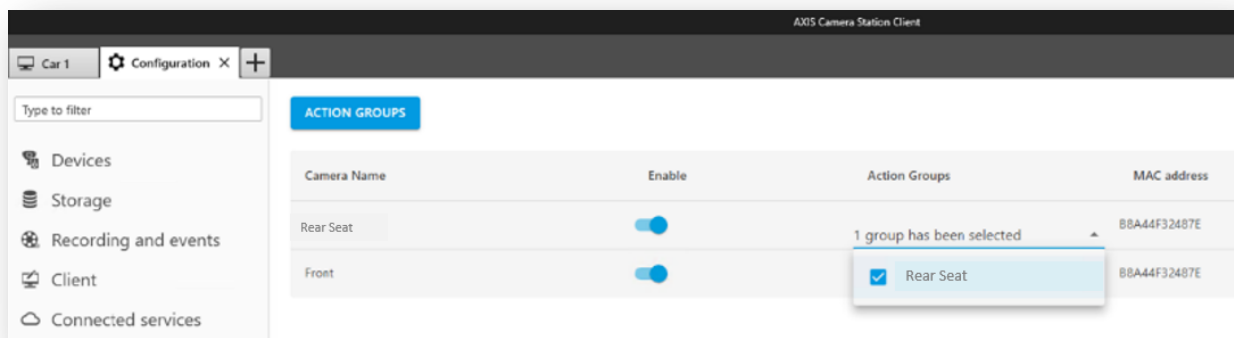 AXIS Camera Station Client
Car 1
Configuration
Type to filter
ACTION GROUPS
Devices
Storage
Recording and events
Client
Connected services
Camera Name Enable Action Groups MAC address
Rear Seat 1 group has been selected B8A44F32487E
Front Rear Seat B8A44F32487E